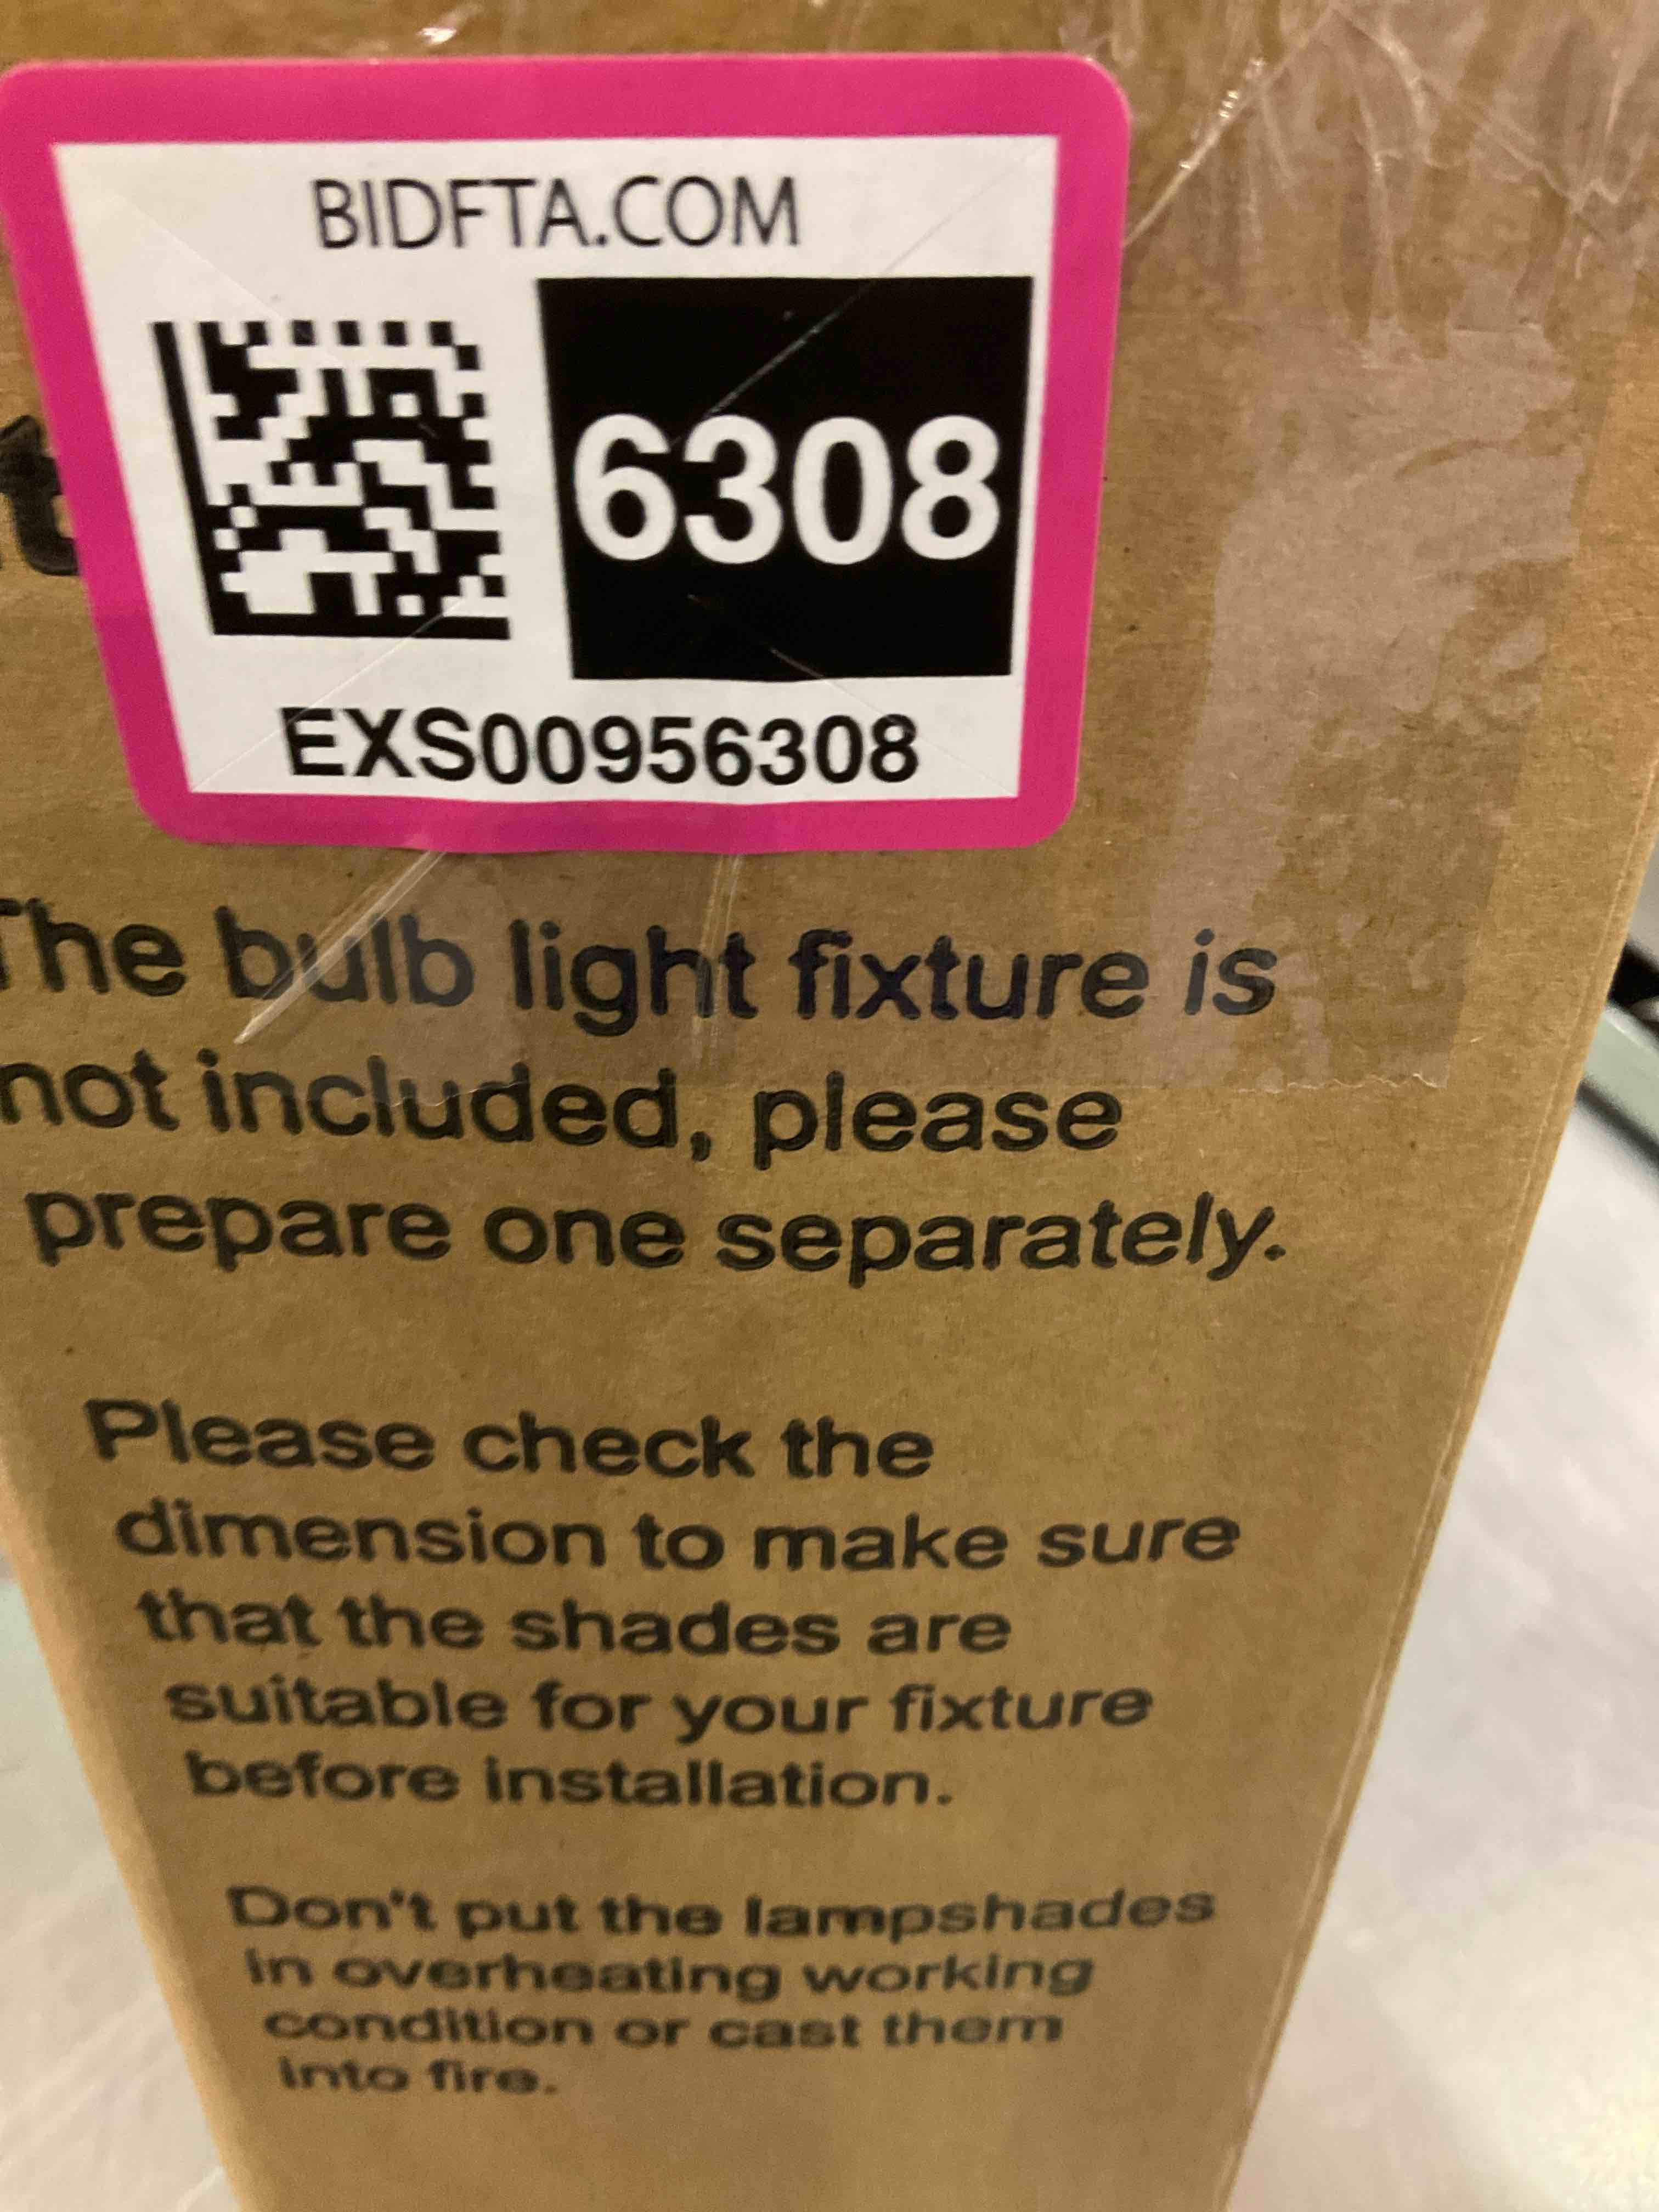 BIDFTA.COM
6308
EXS00956308
The bulb light fixture is
not included, please
prepare one separately.
Please check the
dimension to make sure
that the shades are
suitable for your fixture
before installation.
Don't put the lampshades
in overheating working
condition or cast them
into fire.